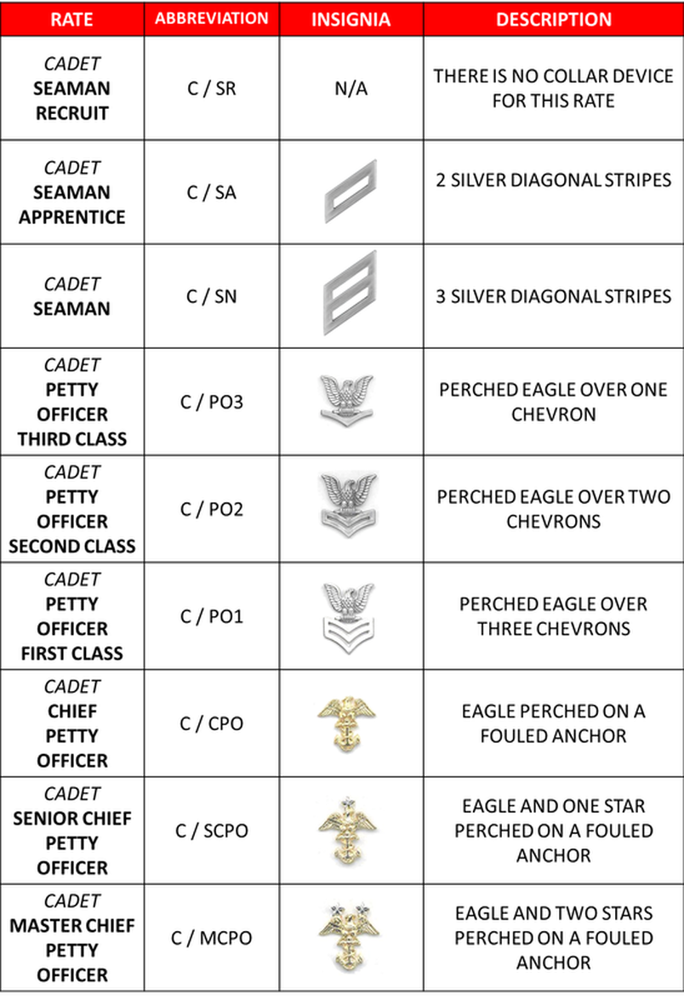 RATE
ABBREVIATION
INSIGNIA
DESCRIPTION
CADET
SEAMAN
RECRUIT
C / SR
N/A
THERE IS NO COLLAR DEVICE
FOR THIS RATE
CADET
SEAMAN
APPRENTICE
C / SA
2 SILVER DIAGONAL STRIPES
CADET
SEAMAN
C / SN
3 SILVER DIAGONAL STRIPES
CADET
PETTY
OFFICER
THIRD CLASS
C / PO3
PERCHED EAGLE OVER ONE
CHEVRON
CADET
PETTY
OFFICER
SECOND CLASS
C / PO2
PERCHED EAGLE OVER TWO
CHEVRONS
CADET
PETTY
OFFICER
FIRST CLASS
C / PO1
PERCHED EAGLE OVER
THREE CHEVRONS
CADET
CHIEF
PETTY
OFFICER
C / CPO
EAGLE PERCHED ON A
FOULED ANCHOR
CADET
SENIOR CHIEF
PETTY
OFFICER
C / SCPO
EAGLE AND ONE STAR
PERCHED ON A FOULED
ANCHOR
CADET
MASTER CHIEF
PETTY
OFFICER
C / MCPO
EAGLE AND TWO STARS
PERCHED ON A FOULED
ANCHOR